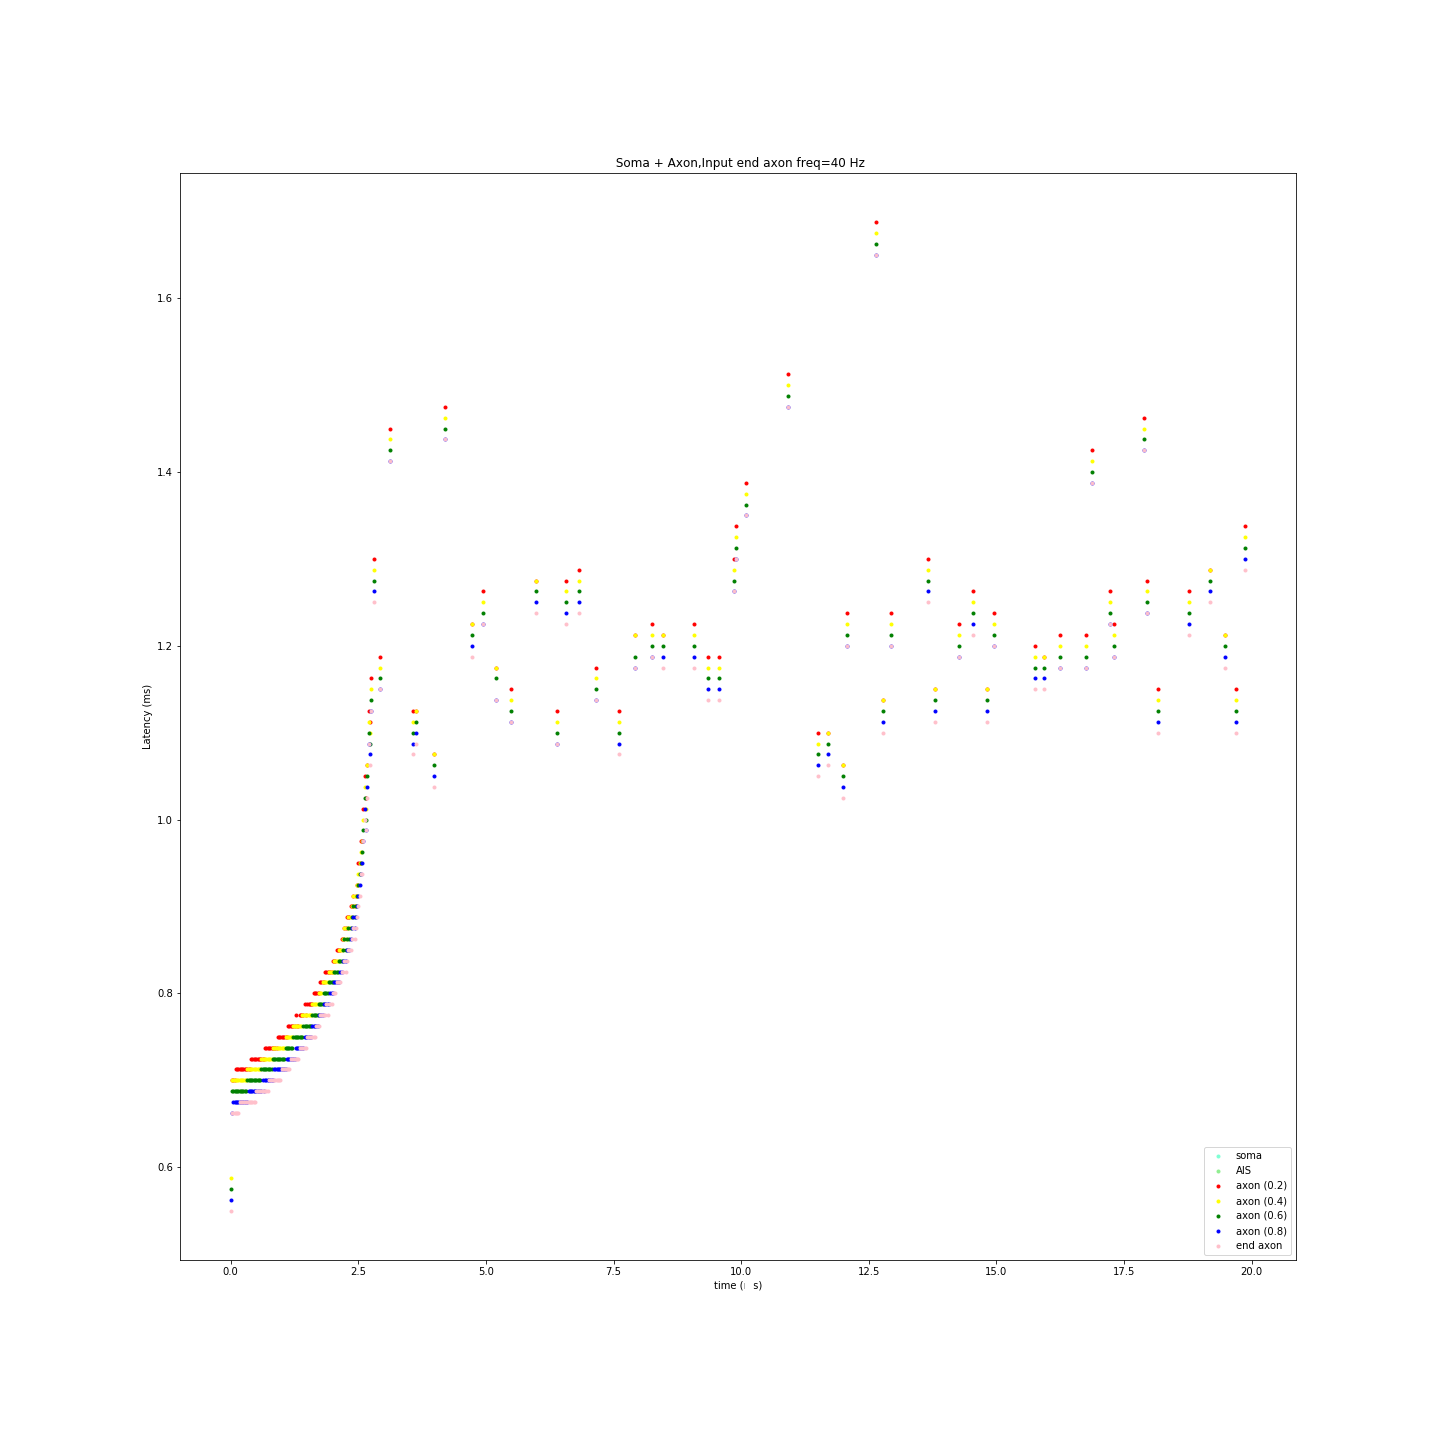 Soma + Axon,Input end axon freq=40 Hz
Latency (ms)
1.6
1.4
1.2
1.0
0.8
0.6
0.0 2.5 5.0 7.5 10.0 12.5 15.0 17.5 20.0
time ( s)
soma
AIS
axon (0.2)
axon (0.4)
axon (0.6)
axon (0.8)
end axon